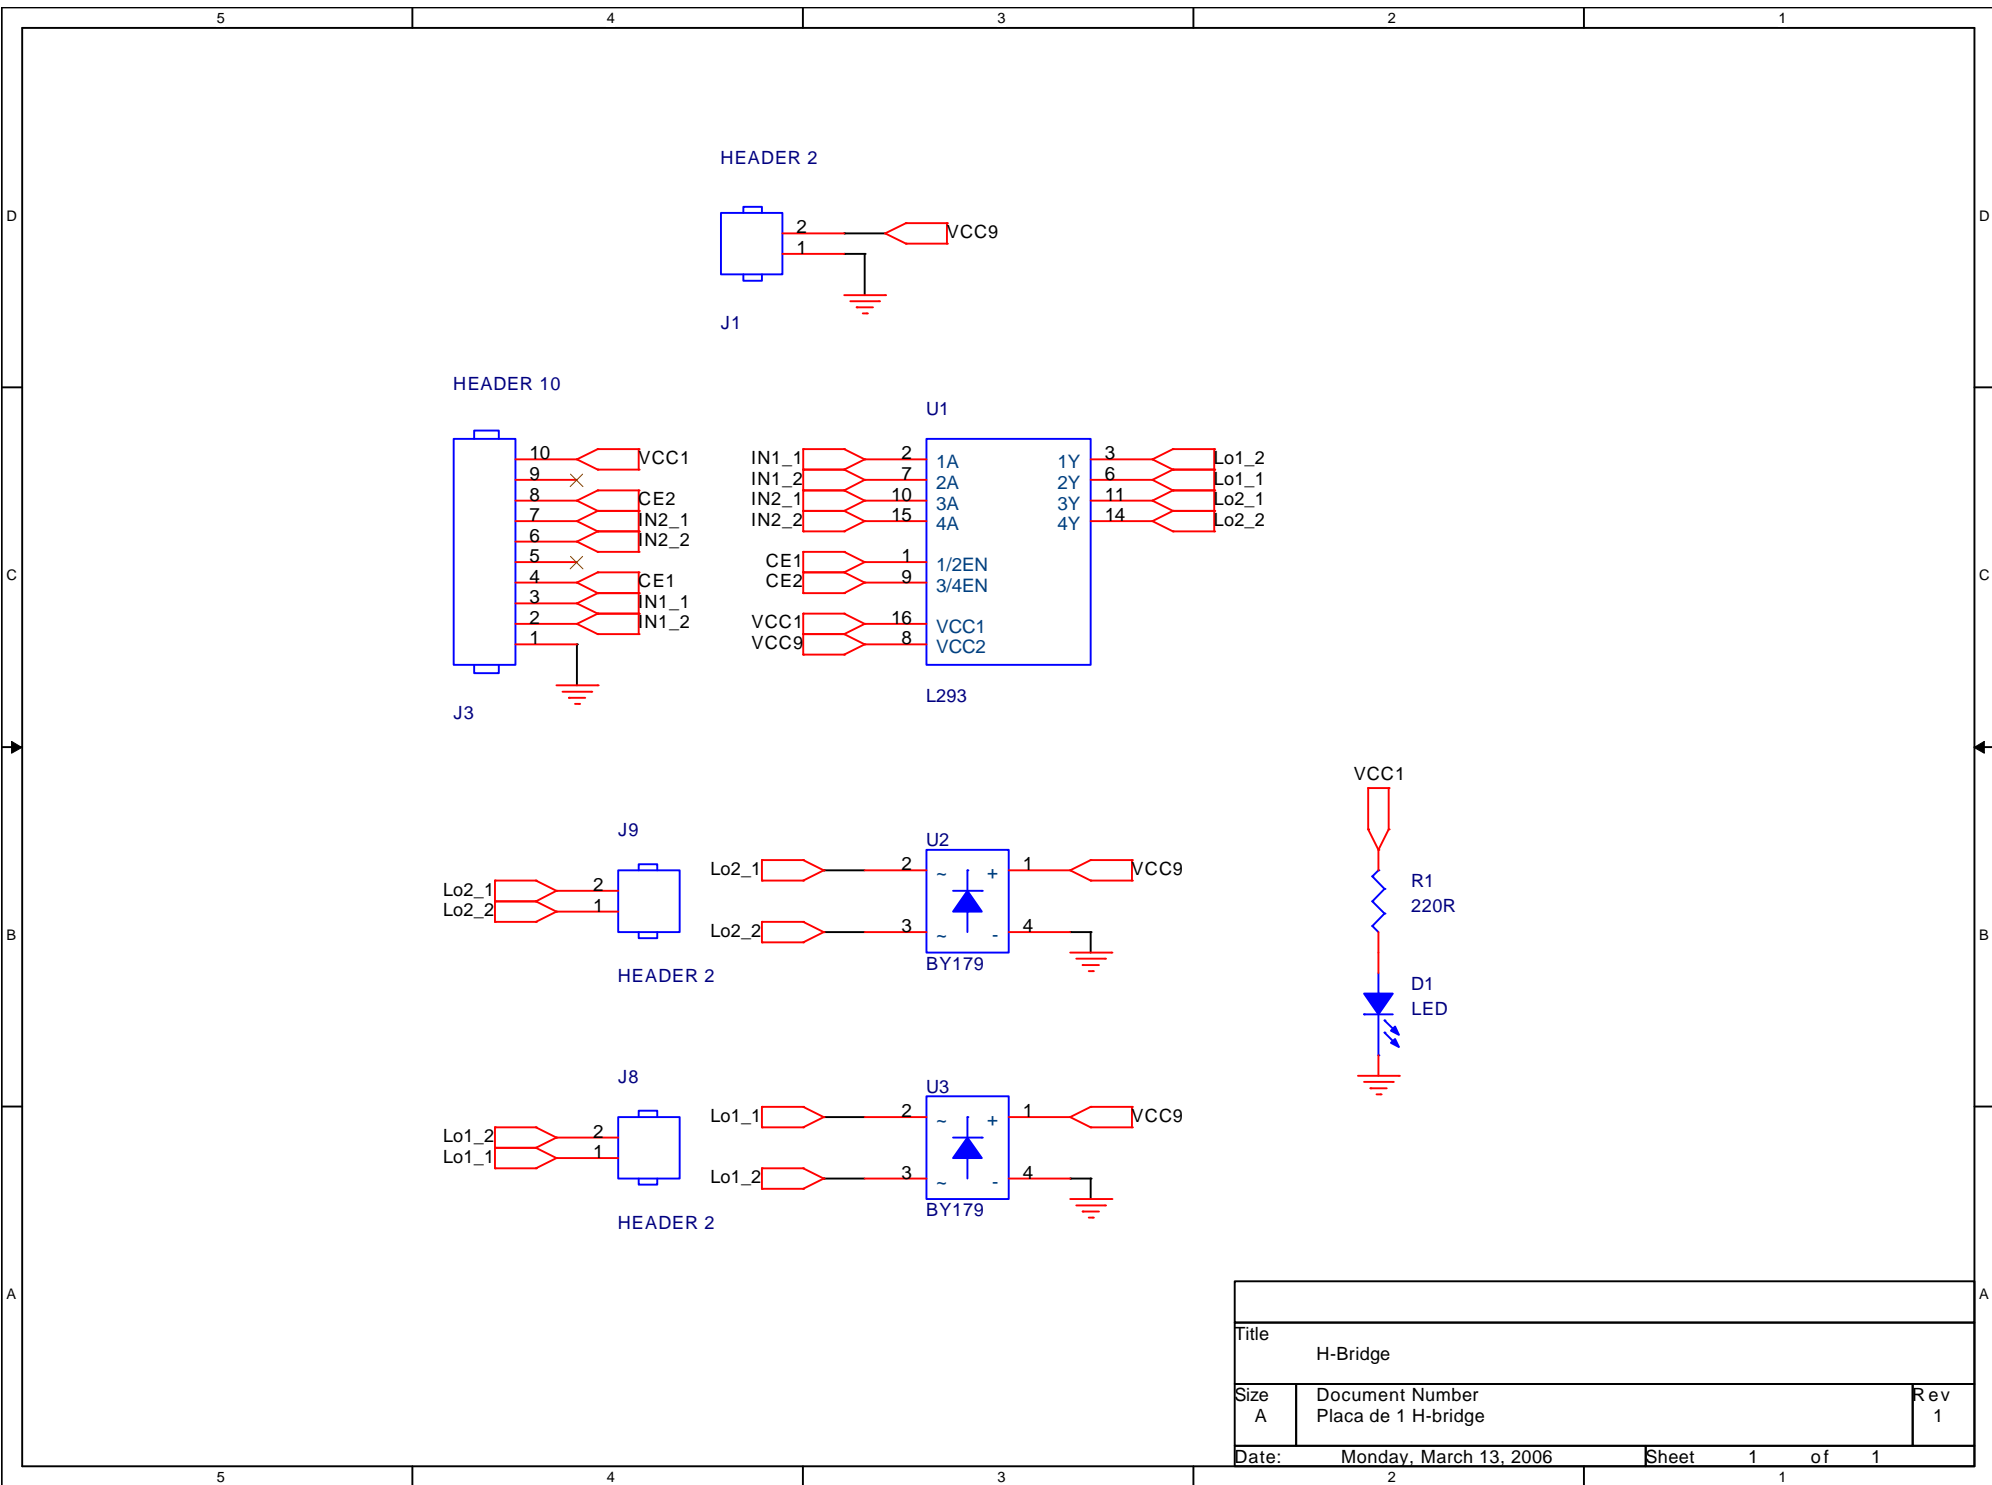 5 4 3 2 1
D D
C C
B B
A A
HEADER 2
2 VCC9
1
J1
HEADER 10
10 VCC1
9
8 CE2
7 IN2_1
6 IN2_2
5
4 CE1
3 IN1_1
2 IN1_2
1
J3
U1
IN1_1 2 1A 1Y 3 Lo1_2
IN1_2 7 2A 2Y 6 Lo1_1
IN2_1 10 3A 3Y 11 Lo2_1
IN2_2 15 4A 4Y 14 Lo2_2
CE1 1 1/2EN
CE2 9 3/4EN
VCC1 16 VCC1
VCC9 8 VCC2
L293
J9
Lo2_1 2
Lo2_2 1
HEADER 2
U2
Lo2_1 2 ~ + 1 VCC9
Lo2_2 3 ~ - 4
BY179
VCC1
R1
220R
D1
LED
J8
Lo1_2 2
Lo1_1 1
HEADER 2
U3
Lo1_1 2 ~ + 1 VCC9
Lo1_2 3 ~ - 4
BY179
Title
H-Bridge
Size Document Number Rev
A Placa de 1 H-bridge 1
Date: Monday, March 13, 2006 Sheet 1 of 1
5 4 3 2 1